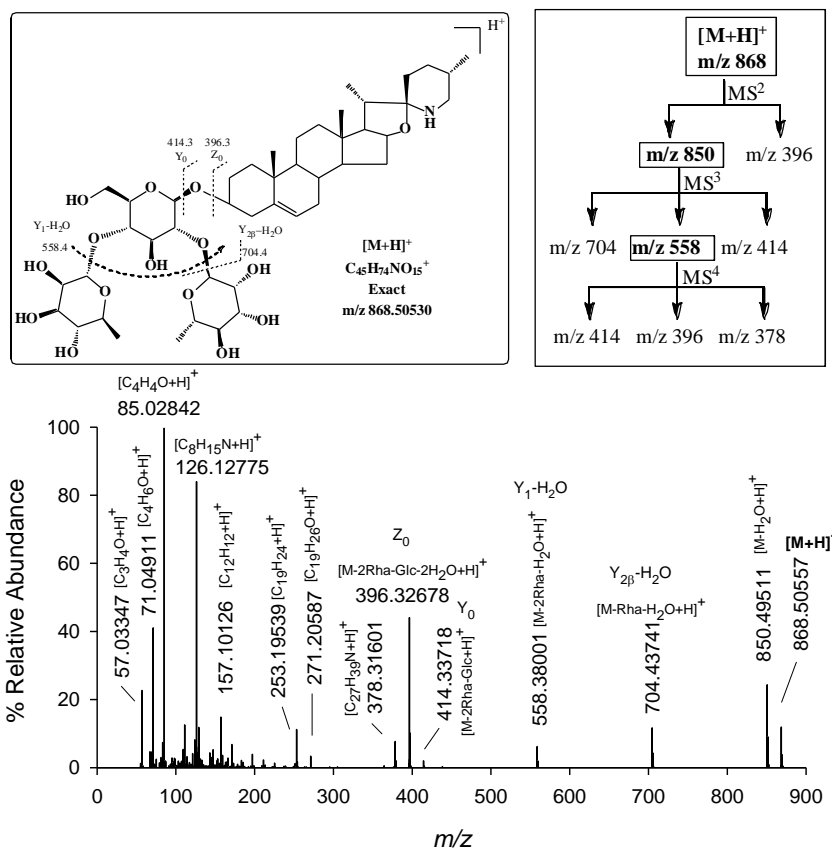 H⁺
414.3
Y₀
396.3
Z₀
O
NH
O
O
O
HO
Y₁-H₂O
558.4
Y₂β–H₂O
704.4
O
OH
O
HO
HO
HO
OH
O
O
OH
OH
OH
[M+H]⁺
C₄₅H₇₄NO₁₅⁺
Exact
m/z 868.50530
[M+H]⁺
m/z 868
MS²
m/z 850
m/z 396
MS³
m/z 704
m/z 558
m/z 414
MS⁴
m/z 414
m/z 396
m/z 378
% Relative Abundance
100
80
60
40
20
0
0
100
200
300
400
500
600
700
800
900
m/z
57.03347 [C₃H₄O+H]⁺
71.04911 [C₄H₆O+H]⁺
[C₄H₄O+H]⁺
85.02842
[C₈H₁₅N+H]⁺
126.12775
157.10126 [C₁₂H₁₂+H]⁺
253.19539 [C₁₉H₂₄+H]⁺
271.20587 [C₁₉H₂₆O+H]⁺
[C₂₇H₃₉N+H]⁺
378.31601
Z₀
[M-2Rha-Glc-2H₂O+H]⁺
396.32678
Y₀
414.33718
[M-2Rha-Glc+H]⁺
Y₁-H₂O
558.38001 [M-2Rha-H₂O+H]⁺
Y₂β-H₂O
[M-Rha-H₂O+H]⁺
704.43741
850.49511 [M-H₂O+H]⁺
[M+H]⁺
868.50557